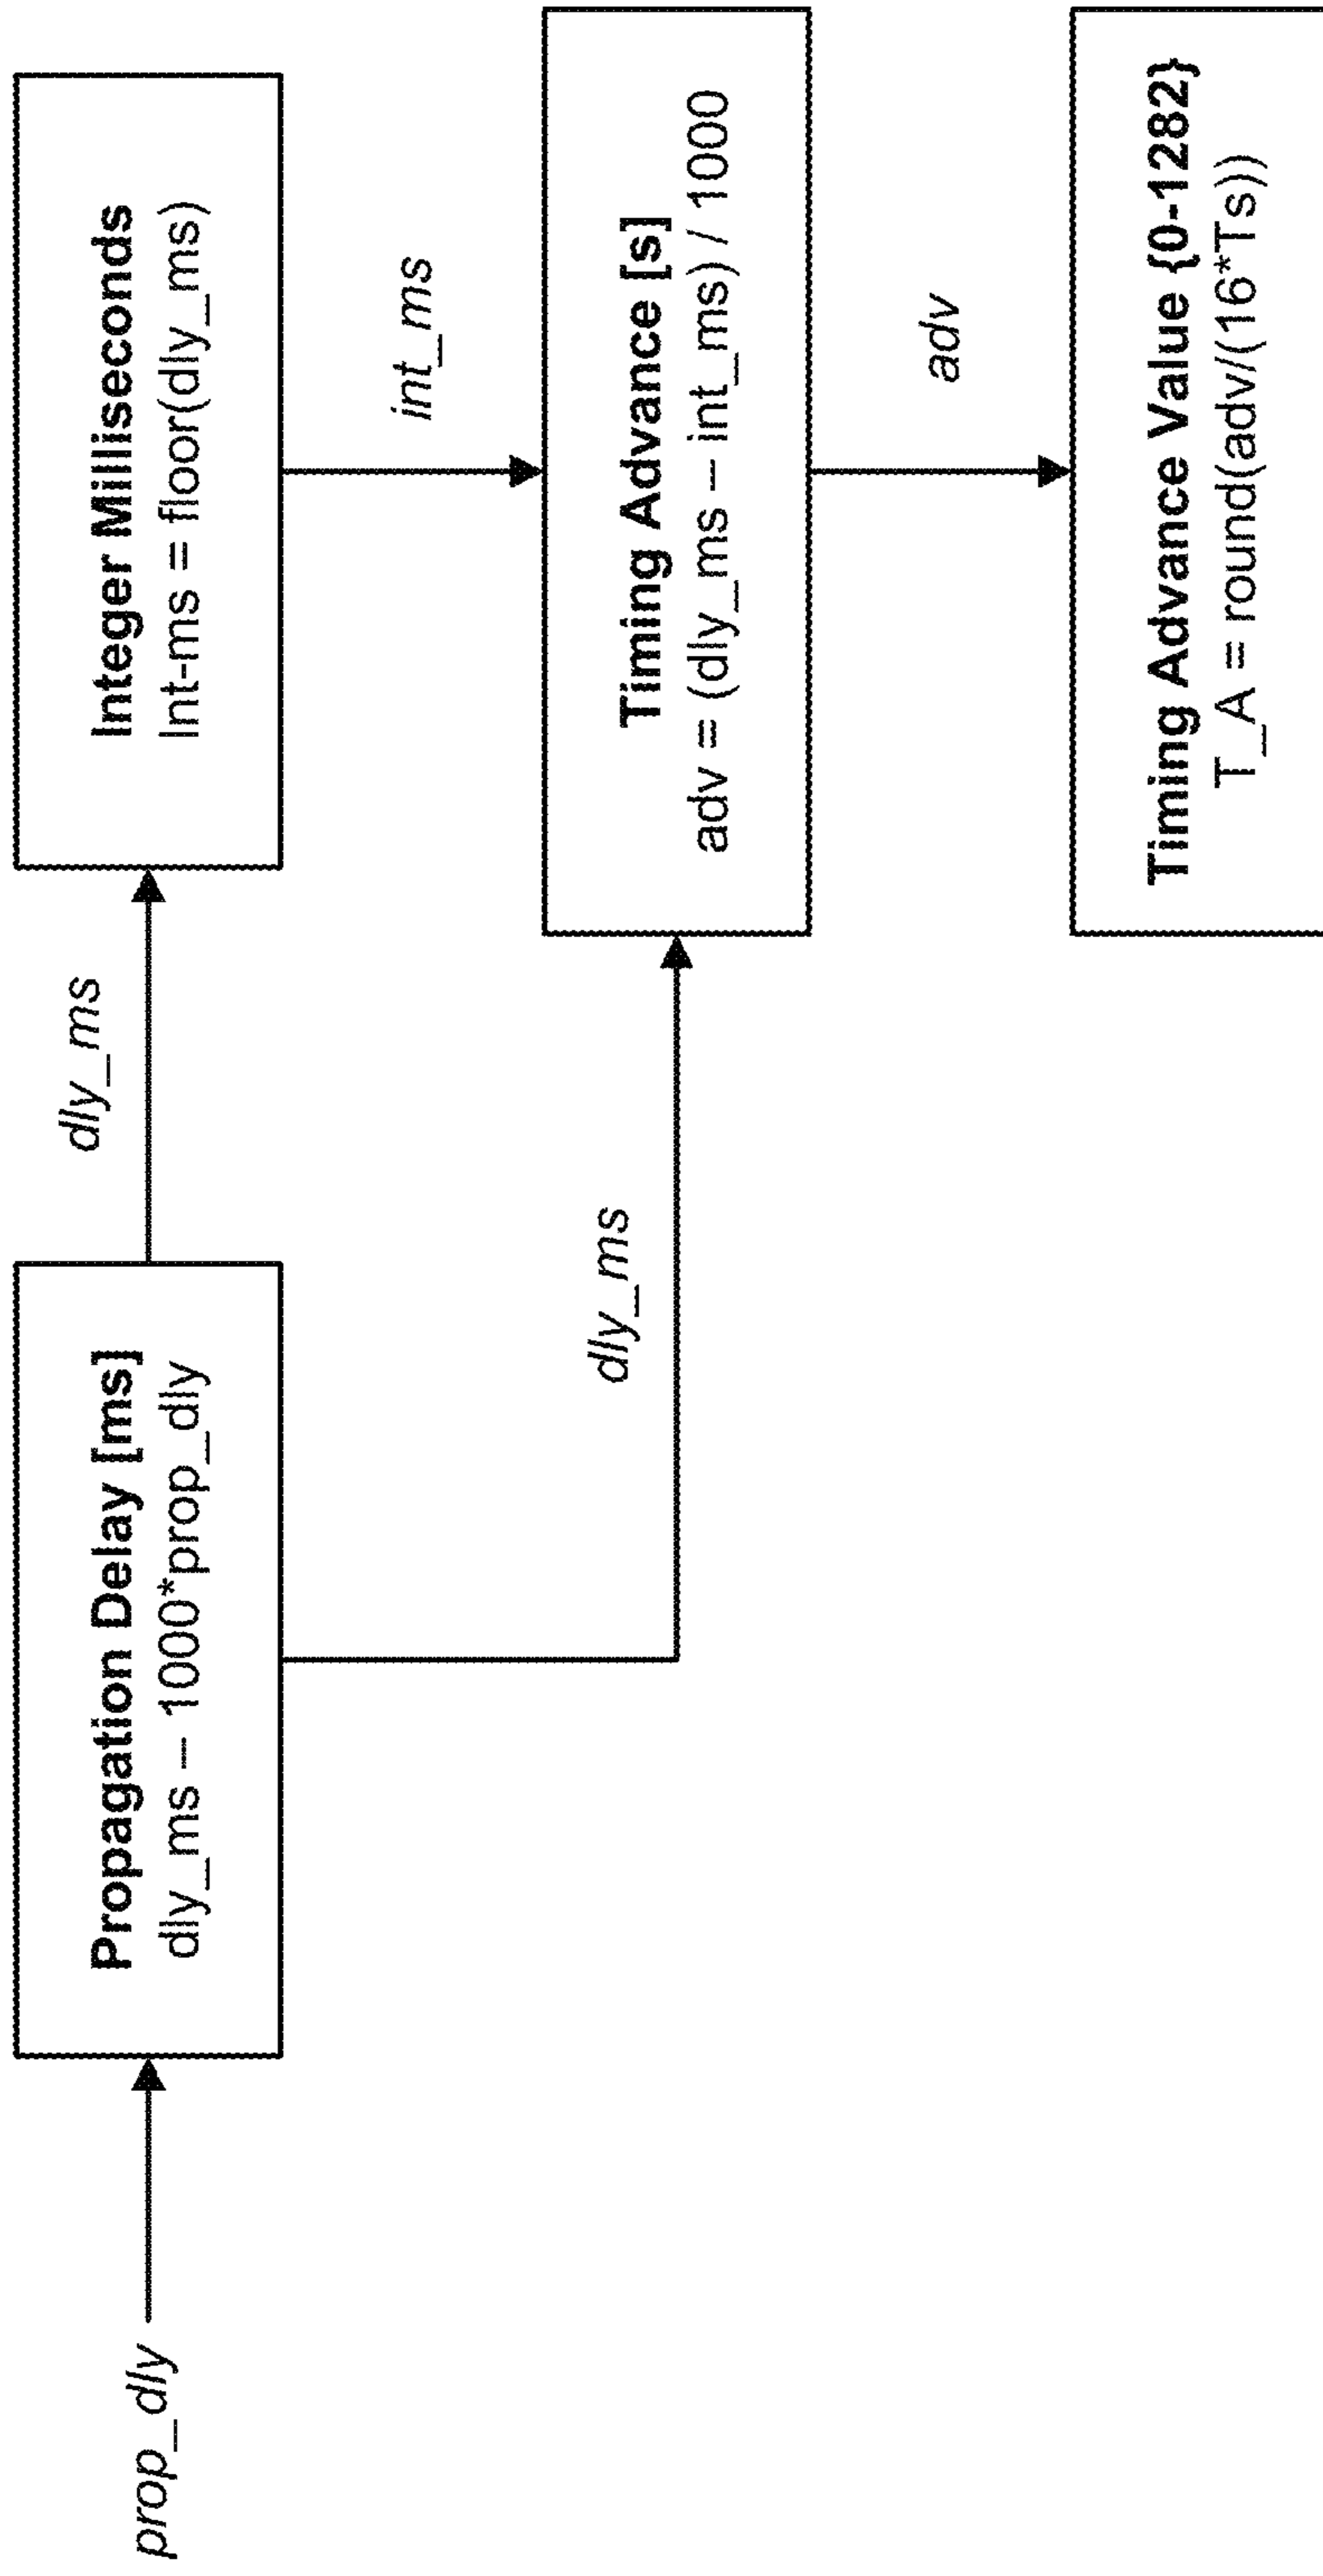 prop_dly
Propagation Delay [ms]
dly_ms – 1000*prop_dly
dly_ms
Integer Milliseconds
Int-ms = floor(dly_ms)
dly_ms
int_ms
Timing Advance [s]
adv = (dly_ms – int_ms) / 1000
adv
Timing Advance Value {0-1282}
T_A = round(adv/(16*Ts))